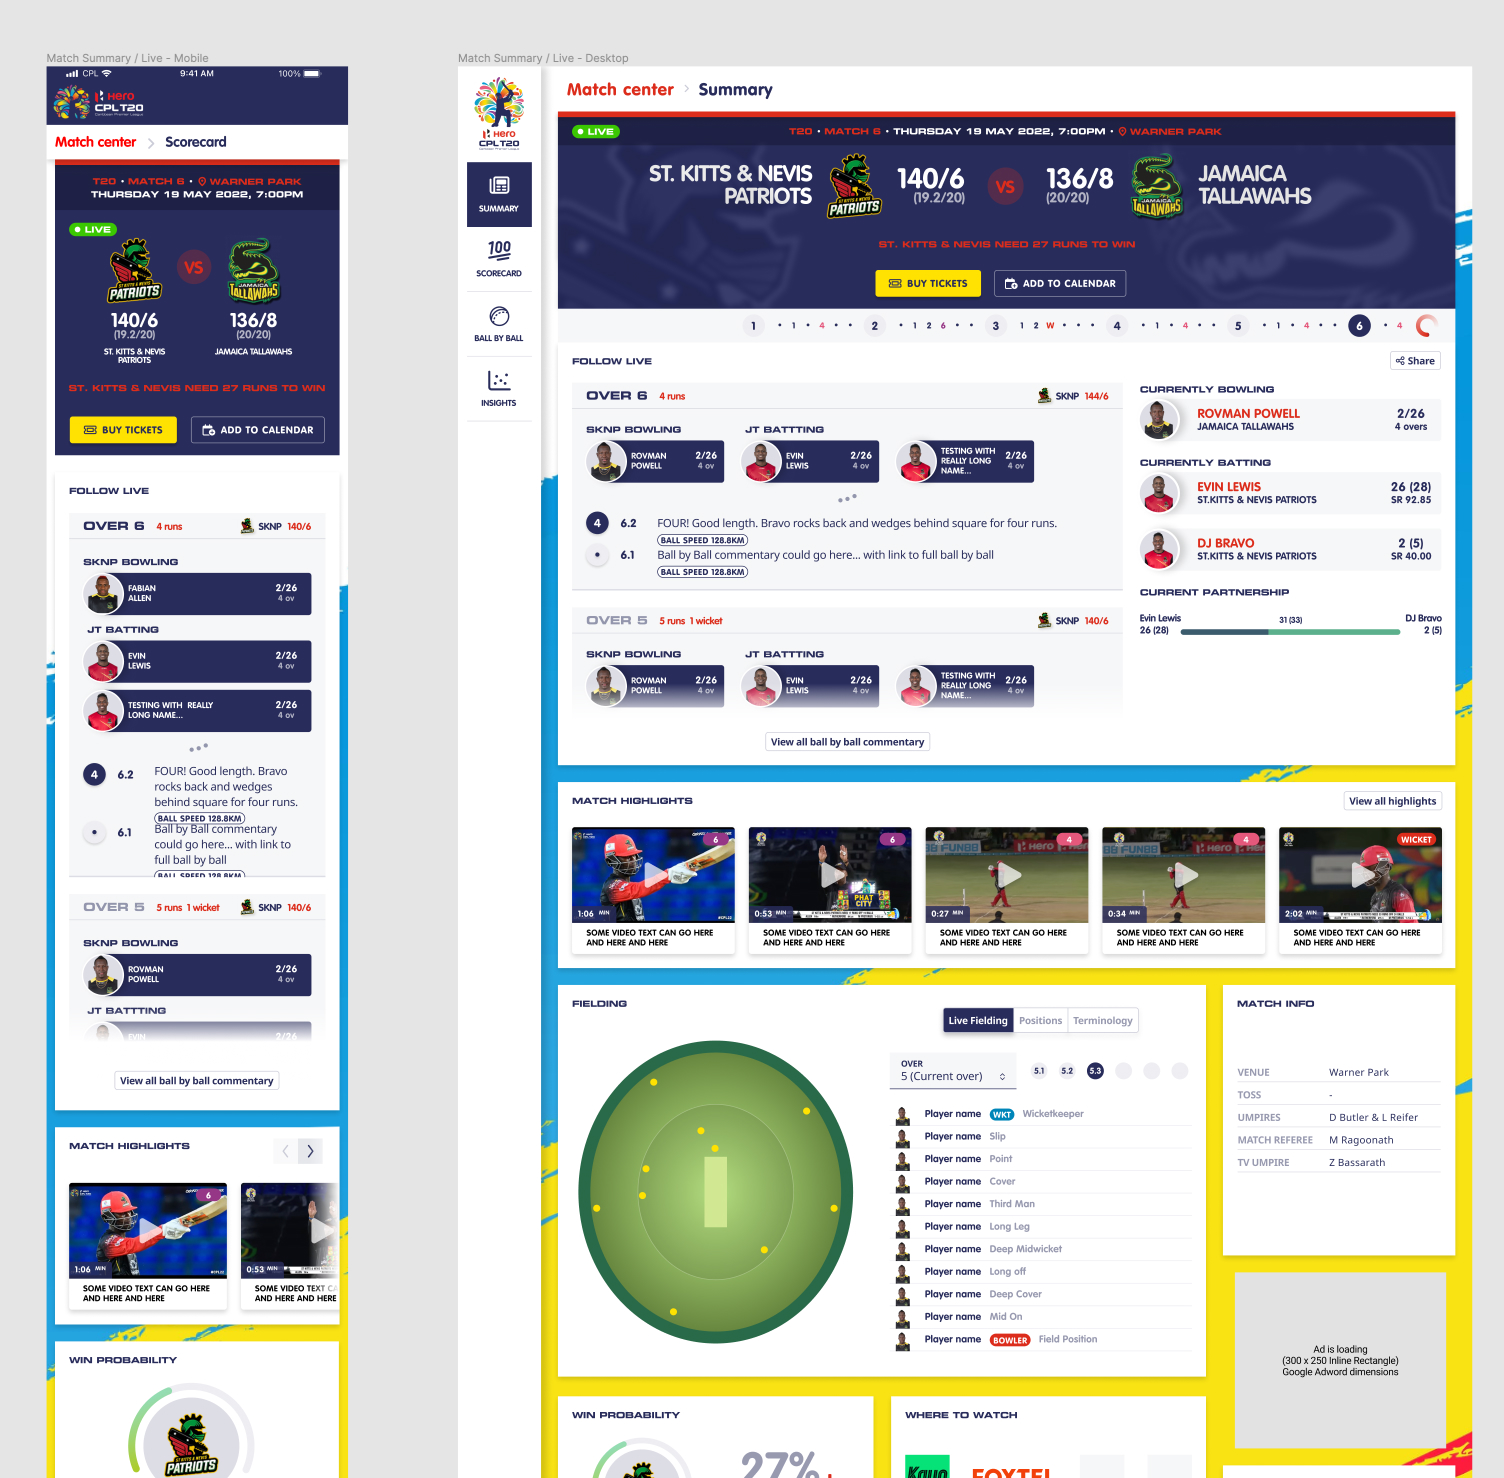 Match Summary / Live - Mobile
CPL 9:41 AM 100%
Hero
CPLT20
Caribbean Premier League
Match center > Scorecard
T20 • MATCH 6 • WARNER PARK
THURSDAY 19 MAY 2022, 7:00PM
LIVE
PATRIOTS
VS
JAMAICA
TALLAWAHS
140/6
(19.2/20)
ST. KITTS & NEVIS
PATRIOTS
136/8
(20/20)
JAMAICA TALLAWAHS
ST. KITTS & NEVIS NEED 27 RUNS TO WIN
BUY TICKETS
ADD TO CALENDAR
FOLLOW LIVE
OVER 6 4 runs SKNP 140/6
SKNP BOWLING
FABIAN
ALLEN
2/26
4 ov
JT BATTING
EVIN
LEWIS
2/26
4 ov
TESTING WITH REALLY
LONG NAME...
2/26
4 ov
4 6.2 FOUR! Good length. Bravo
rocks back and wedges
behind square for four runs.
BALL SPEED 128.8KM
• 6.1 Ball by Ball commentary
could go here... with link to
full ball by ball
BALL SPEED 128.8KM
OVER 5 5 runs 1 wicket SKNP 140/6
SKNP BOWLING
ROVMAN
POWELL
2/26
4 ov
JT BATTTING
EVIN
2/26
View all ball by ball commentary
MATCH HIGHLIGHTS
6
1:06 MIN
SOME VIDEO TEXT CAN GO HERE
AND HERE AND HERE
0:53 MIN
SOME VIDEO TEXT CA
AND HERE AND HERE
WIN PROBABILITY
PATRIOTS
Match Summary / Live - Desktop
Hero
CPLT20
SUMMARY
100
SCORECARD
BALL BY BALL
INSIGHTS
Match center > Summary
LIVE
T20 • MATCH 6 • THURSDAY 19 MAY 2022, 7:00PM • WARNER PARK
ST. KITTS & NEVIS
PATRIOTS
PATRIOTS
140/6
(19.2/20)
VS
136/8
(20/20)
JAMAICA
TALLAWAHS
JAMAICA
TALLAWAHS
ST. KITTS & NEVIS NEED 27 RUNS TO WIN
BUY TICKETS
ADD TO CALENDAR
1 • 1 • 4 • • 2 • 1 2 6 • • 3 1 2 W • • • 4 • 1 • 4 • • 5 • 1 • 4 • • 6 • 4
FOLLOW LIVE
Share
OVER 6 4 runs SKNP 144/6
SKNP BOWLING JT BATTTING
ROVMAN
POWELL
2/26
4 ov
EVIN
LEWIS
2/26
4 ov
TESTING WITH
REALLY LONG
NAME...
2/26
4 ov
4 6.2 FOUR! Good length. Bravo rocks back and wedges behind square for four runs.
BALL SPEED 128.8KM
• 6.1 Ball by Ball commentary could go here... with link to full ball by ball
BALL SPEED 128.8KM
OVER 5 5 runs 1 wicket SKNP 140/6
SKNP BOWLING JT BATTTING
ROVMAN
POWELL
2/26
4 ov
EVIN
LEWIS
2/26
4 ov
TESTING WITH
REALLY LONG
NAME...
2/26
4 ov
View all ball by ball commentary
CURRENTLY BOWLING
ROVMAN POWELL 2/26
JAMAICA TALLAWAHS 4 overs
CURRENTLY BATTING
EVIN LEWIS 26 (28)
ST.KITTS & NEVIS PATRIOTS SR 92.85
DJ BRAVO 2 (5)
ST.KITTS & NEVIS PATRIOTS SR 40.00
CURRENT PARTNERSHIP
Evin Lewis 31 (33) DJ Bravo
26 (28) 2 (5)
MATCH HIGHLIGHTS
View all highlights
6
1:06 MIN
SOME VIDEO TEXT CAN GO HERE
AND HERE AND HERE
6
PHAT
CITY
0:53 MIN
SOME VIDEO TEXT CAN GO HERE
AND HERE AND HERE
4
0:27 MIN
SOME VIDEO TEXT CAN GO HERE
AND HERE AND HERE
4
0:34 MIN
SOME VIDEO TEXT CAN GO HERE
AND HERE AND HERE
WICKET
2:02 MIN
SOME VIDEO TEXT CAN GO HERE
AND HERE AND HERE
FIELDING
Live Fielding Positions Terminology
OVER
5 (Current over)
5.1 5.2 5.3
Player name WKT Wicketkeeper
Player name Slip
Player name Point
Player name Cover
Player name Third Man
Player name Long Leg
Player name Deep Midwicket
Player name Long off
Player name Deep Cover
Player name Mid On
Player name BOWLER Field Position
MATCH INFO
VENUE Warner Park
TOSS -
UMPIRES D Butler & L Reifer
MATCH REFEREE M Ragoonath
TV UMPIRE Z Bassarath
Ad is loading
(300 x 250 Inline Rectangle)
Google Adword dimensions
WIN PROBABILITY
27%
WHERE TO WATCH
Kayo
FOXTEL